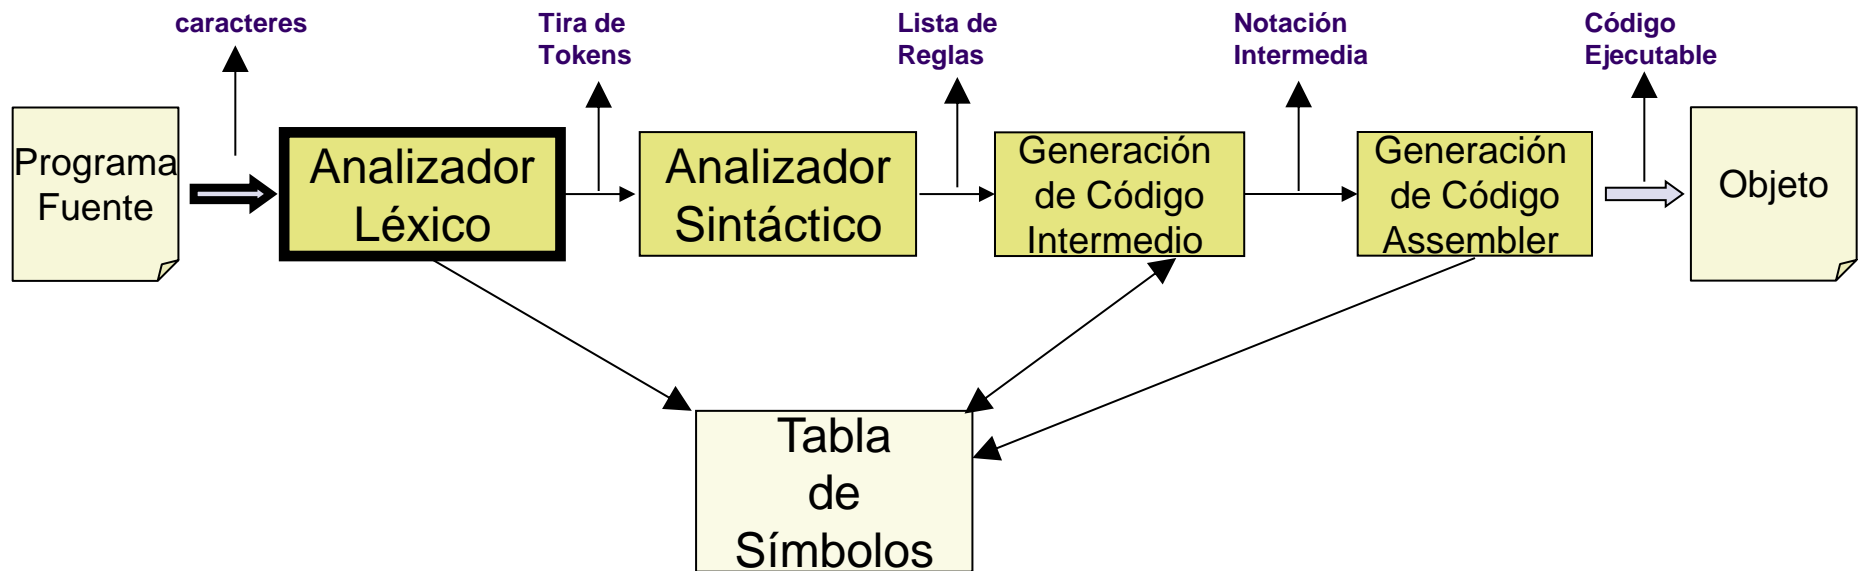 caracteres
Tira de
Tokens
Lista de
Reglas
Notación
Intermedia
Código
Ejecutable
Programa
Fuente
Analizador
Léxico
Analizador
Sintáctico
Generación
de Código
Intermedio
Generación
de Código
Assembler
Objeto
Tabla
de
Símbolos